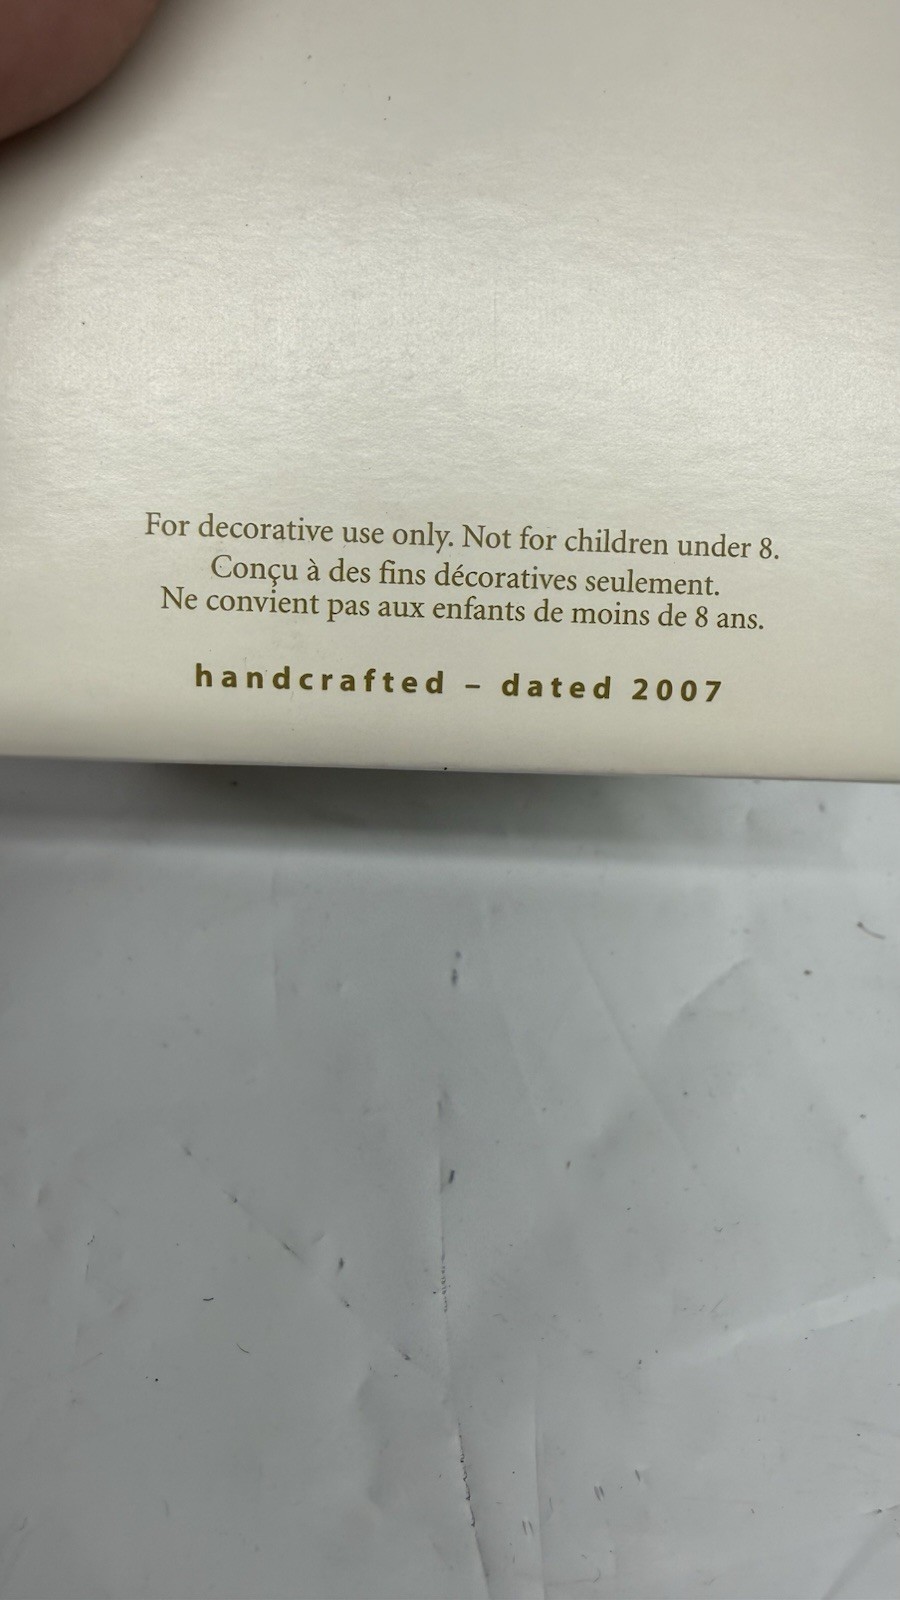 For decorative use only. Not for children under 8.
Conçu à des fins décoratives seulement.
Ne convient pas aux enfants de moins de 8 ans.
handcrafted – dated 2007